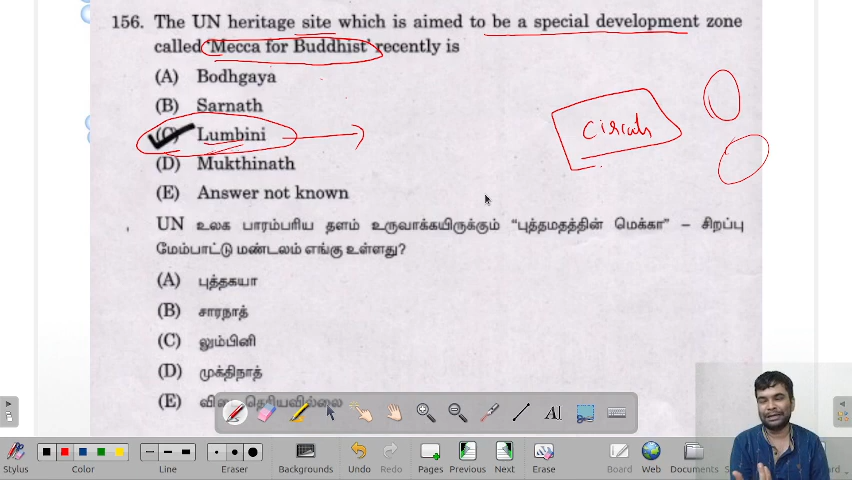 156. The UN heritage site which is aimed to be a special development zone
called 'Mecca for Buddhist' recently is
(A) Bodhgaya
(B) Sarnath
(C) Lumbini
(D) Mukthinath
(E) Answer not known
UN உலக பாரம்பரிய தளம் உருவாக்கயிருக்கும் "புத்தமதத்தின் மெக்கா" – சிறப்பு
மேம்பாட்டு மண்டலம் எங்கு உள்ளது?
(A) புத்தகயா
(B) சாரநாத்
(C) லும்பினி
(D) முக்திநாத்
(E) விடை தெரியவில்லை
Stylus Color Line Eraser Backgrounds Undo Redo Pages Previous Next Erase Board Web Documents